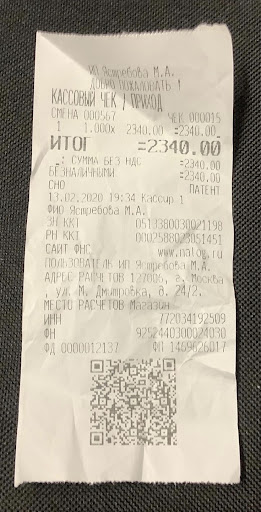 ИП Ястребова М.А.
ДОБРО ПОЖАЛОВАТЬ !
КАССОВЫЙ ЧЕК / ПРИХОД
СМЕНА 000567 ЧЕК 000015
1 1.000x 2340.00 =2340.00
ИТОГ =2340.00
.: СУММА БЕЗ НДС =2340.00
БЕЗНАЛИЧНЫМИ =2340.00
СНО ПАТЕНТ
13.02.2020 19:34 Кассир 1
ФИО Ястребова М.А.
ЗН ККТ 0513380030021198
РН ККТ 0002588023051451
САЙТ ФНС www.nalog.ru
ПОЛЬЗОВАТЕЛЬ ИП Ястребова М.А.
АДРЕС РАСЧЕТОВ 127006, г. Москва
, ул. М. Дмитровка, д. 24/2.
МЕСТО РАСЧЕТОВ Магазин
ИНН 772034192509
ФН 9252440300024030
ФД 0000012137 ФП 1469626017